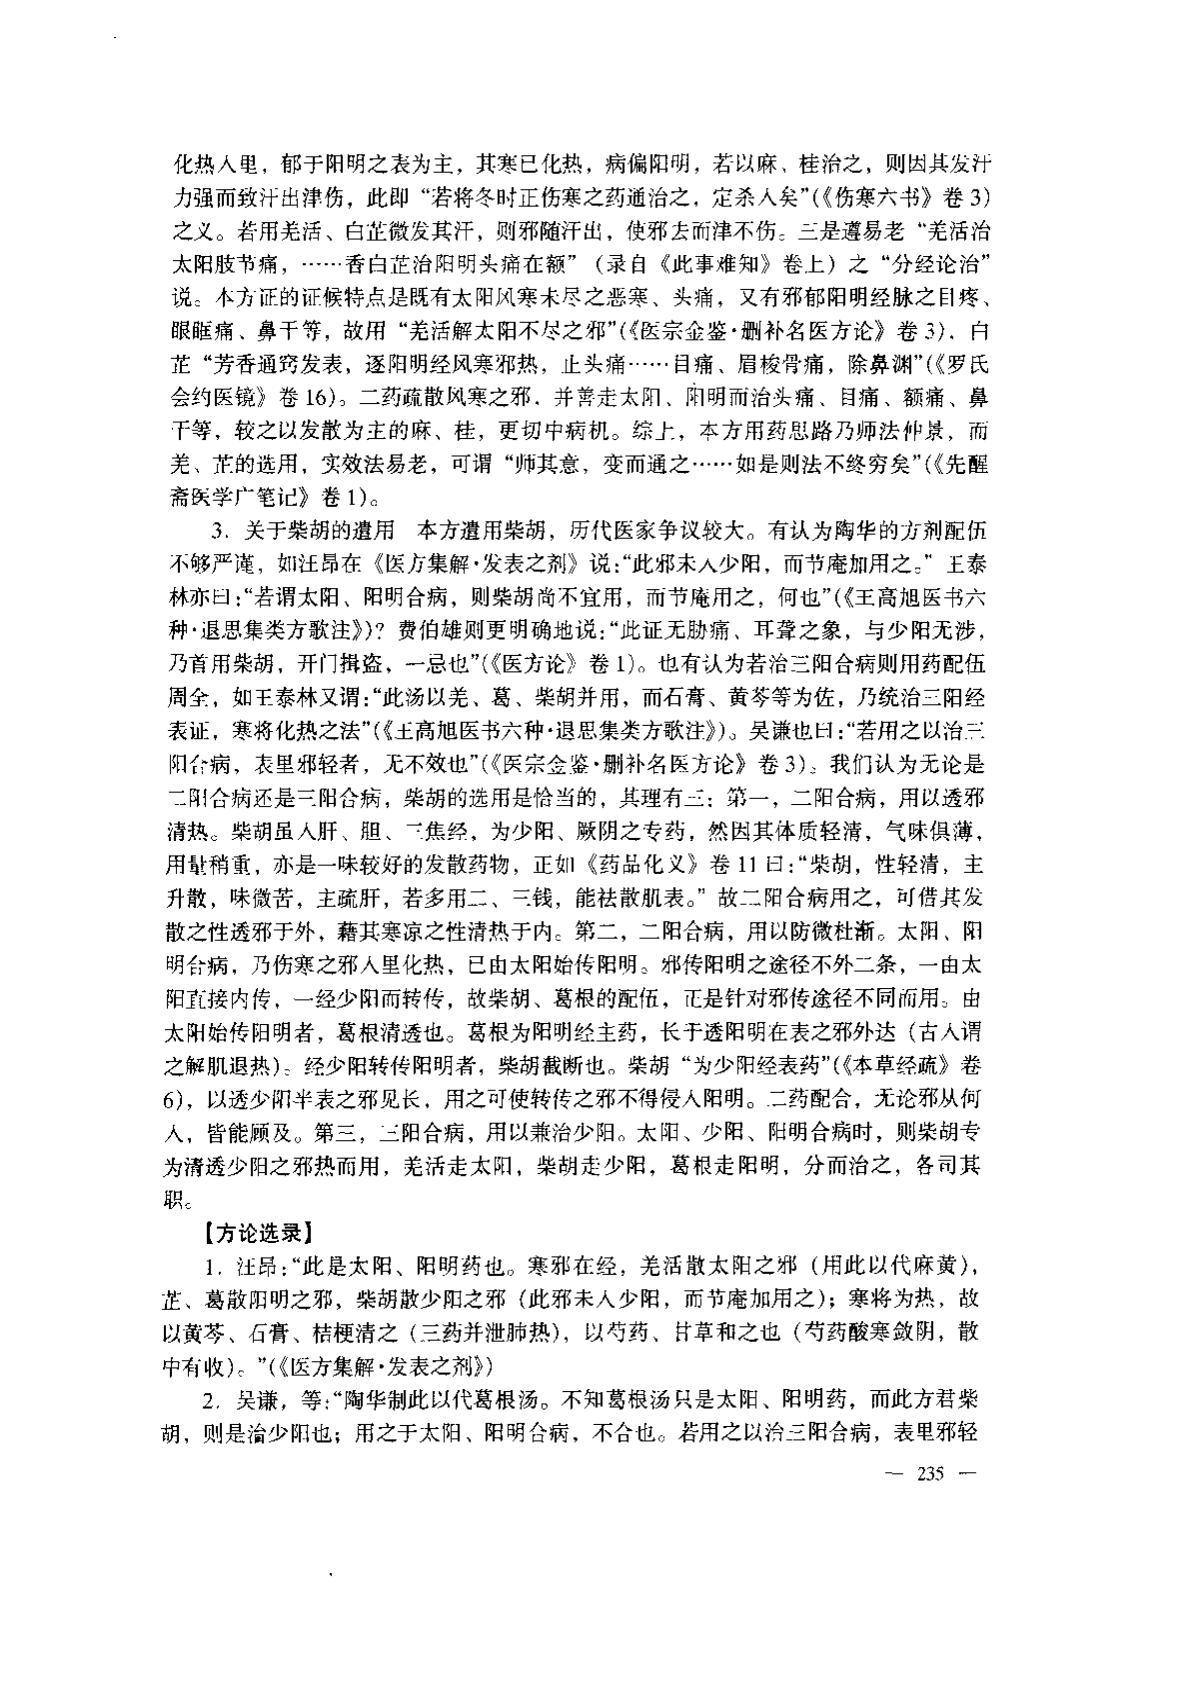 化热入里，郁于阳明之表为主，其寒已化热，病偏阳明，若以麻、桂治之，则因其发汗
力强而致汗出津伤，此即“若将冬时正伤寒之药通治之，定杀人矣”(《伤寒六书》卷3)
之义。若用羌活、白芷微发其汗，则邪随汗出，使邪去而津不伤。三是遵易老“羌活治
太阳肢节痛，……香白芷治阳明头痛在额”（录自《此事难知》卷上）之“分经论治”
说。本方证的证候特点是既有太阳风寒未尽之恶寒、头痛，又有邪郁阳明经脉之目疼、
眼眶痛、鼻干等，故用“羌活解太阳不尽之邪”(《医宗金鉴·删补名医方论》卷3)，白
芷“芳香通窍发表，逐阳明经风寒邪热，止头痛……目痛、眉棱骨痛，除鼻渊”(《罗氏
会约医镜》卷16)。二药疏散风寒之邪，并善走太阳、阳明而治头痛、目痛、额痛、鼻
干等，较之以发散为主的麻、桂，更切中病机。综上，本方用药思路乃师法仲景，而
羌、芷的选用，实效法易老，可谓“师其意，变而通之……如是则法不终穷矣”(《先醒
斋医学广笔记》卷1)。
3．关于柴胡的遣用　本方遣用柴胡，历代医家争议较大。有认为陶华的方剂配伍
不够严谨，如汪昂在《医方集解·发表之剂》说：“此邪未入少阳，而节庵加用之。”王泰
林亦曰：“若谓太阳、阳明合病，则柴胡尚不宜用，而节庵用之，何也”(《王高旭医书六
种·退思集类方歌注》)？费伯雄则更明确地说：“此证无胁痛、耳聋之象，与少阳无涉，
乃首用柴胡，开门揖盗，一忌也”(《医方论》卷1)。也有认为若治三阳合病则用药配伍
周全，如王泰林又谓：“此汤以羌、葛、柴胡并用，而石膏、黄芩等为佐，乃统治三阳经
表证，寒将化热之法”(《王高旭医书六种·退思集类方歌注》)。吴谦也曰：“若用之以治三
阳合病，表里邪轻者，无不效也”(《医宗金鉴·删补名医方论》卷3)。我们认为无论是
二阳合病还是三阳合病，柴胡的选用是恰当的，其理有三：第一，二阳合病，用以透邪
清热。柴胡虽入肝、胆、三焦经，为少阳、厥阴之专药，然因其体质轻清，气味俱薄，
用量稍重，亦是一味较好的发散药物，正如《药品化义》卷11曰：“柴胡，性轻清，主
升散，味微苦，主疏肝，若多用二、三钱，能祛散肌表。”故二阳合病用之，可借其发
散之性透邪于外，藉其寒凉之性清热于内。第二，二阳合病，用以防微杜渐。太阳、阳
明合病，乃伤寒之邪入里化热，已由太阳始传阳明。邪传阳明之途径不外二条，一由太
阳直接内传，一经少阳而转传，故柴胡、葛根的配伍，正是针对邪传途径不同而用。由
太阳始传阳明者，葛根清透也。葛根为阳明经主药，长于透阳明在表之邪外达（古人谓
之解肌退热）。经少阳转传阳明者，柴胡截断也。柴胡“为少阳经表药”(《本草经疏》卷
6)，以透少阳半表之邪见长，用之可使转传之邪不得侵入阳明。二药配合，无论邪从何
入，皆能顾及。第三，三阳合病，用以兼治少阳。太阳、少阳、阳明合病时，则柴胡专
为清透少阳之邪热而用，羌活走太阳，柴胡走少阳，葛根走阳明，分而治之，各司其
职。
【方论选录】
1．汪昂：“此是太阳、阳明药也。寒邪在经，羌活散太阳之邪（用此以代麻黄），
芷、葛散阳明之邪，柴胡散少阳之邪（此邪未入少阳，而节庵加用之）；寒将为热，故
以黄芩、石膏、桔梗清之（三药并泄肺热），以芍药、甘草和之也（芍药酸寒敛阴，散
中有收）。”(《医方集解·发表之剂》)
2．吴谦，等：“陶华制此以代葛根汤。不知葛根汤只是太阳、阳明药，而此方君柴
胡，则是治少阳也；用之于太阳、阳明合病，不合也。若用之以治三阳合病，表里邪轻
— 235 —